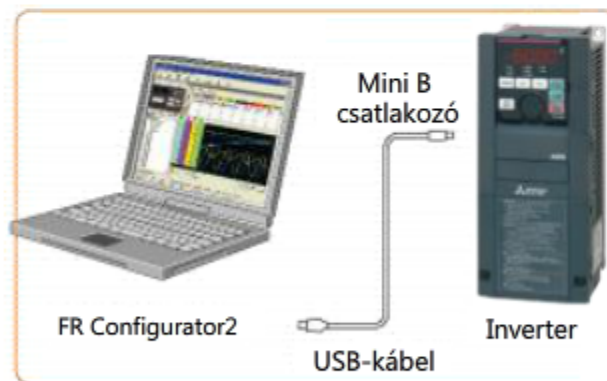 Mini B
csatlakozó
FR Configurator2
Inverter
USB-kábel